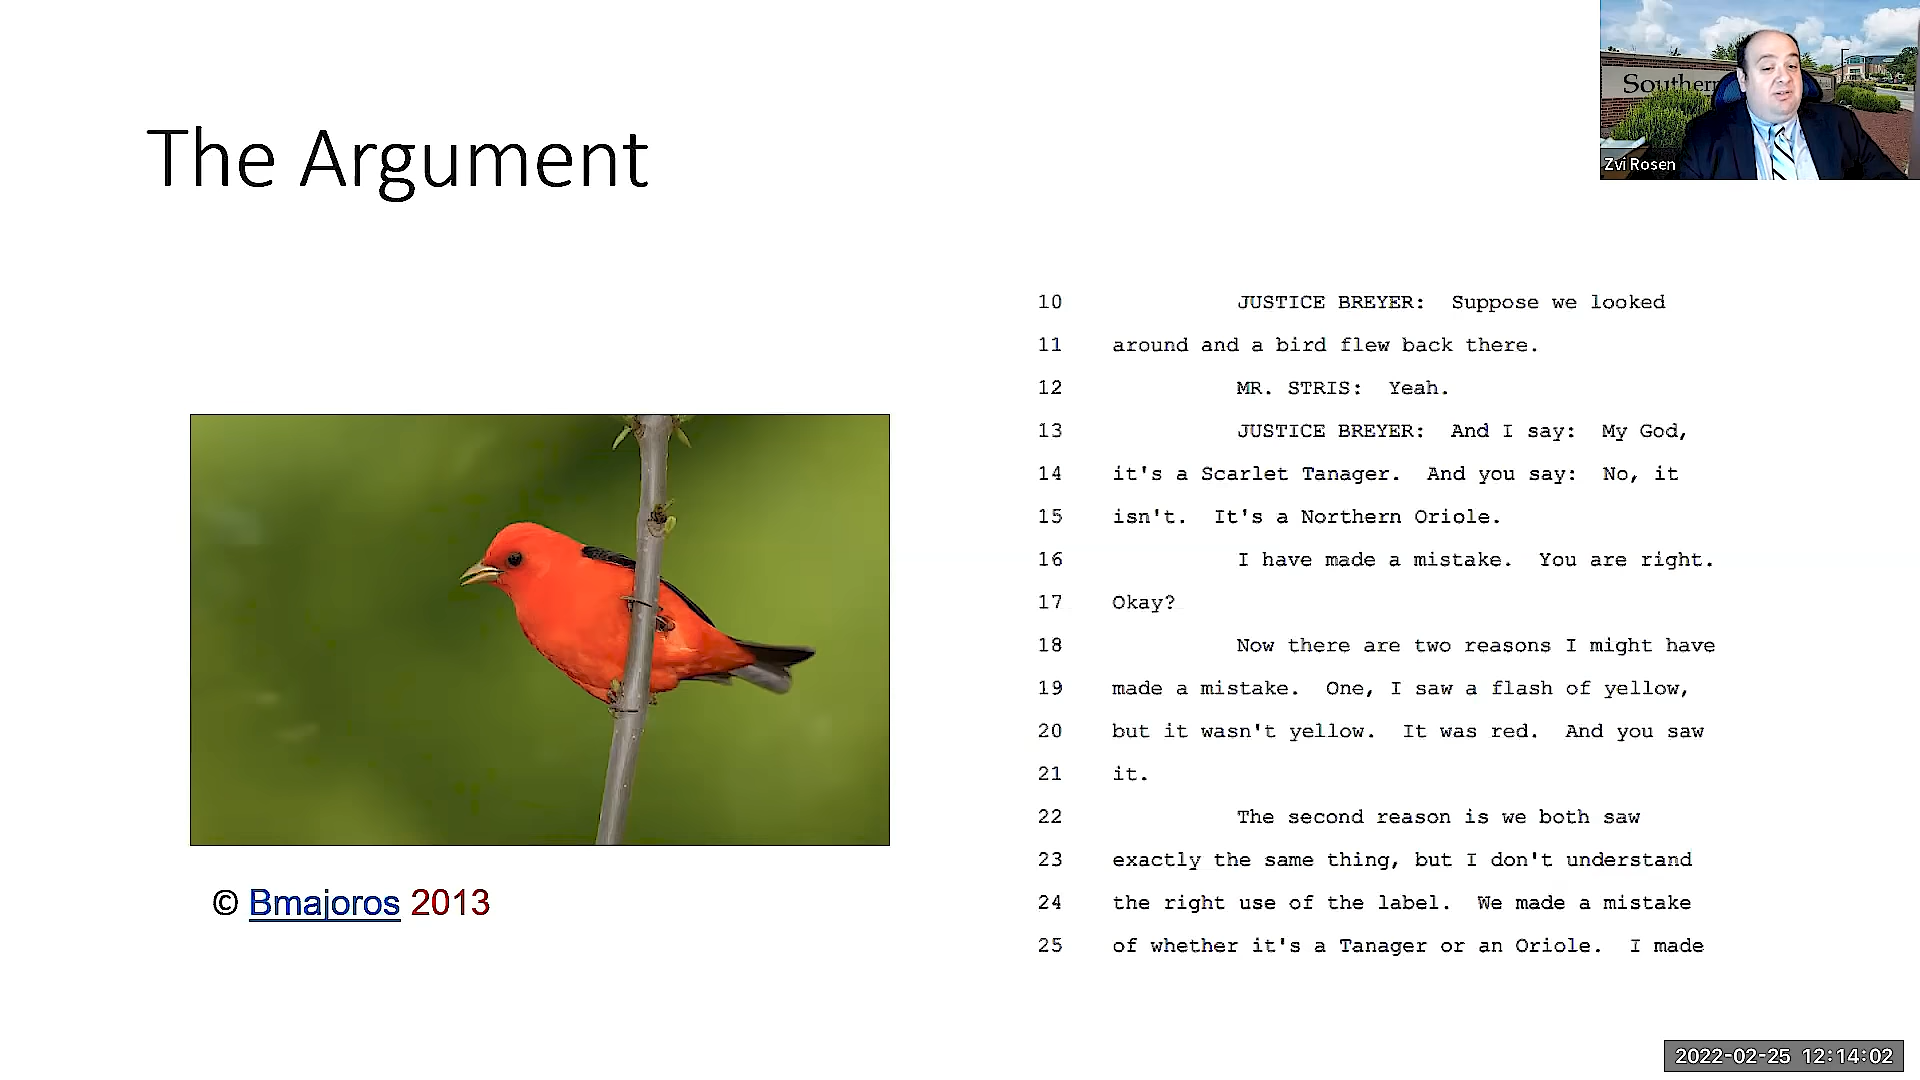 The Argument
Southern
Zvi Rosen
10 JUSTICE BREYER: Suppose we looked
11 around and a bird flew back there.
12 MR. STRIS: Yeah.
13 JUSTICE BREYER: And I say: My God,
14 it's a Scarlet Tanager. And you say: No, it
15 isn't. It's a Northern Oriole.
16 I have made a mistake. You are right.
17 Okay?
18 Now there are two reasons I might have
19 made a mistake. One, I saw a flash of yellow,
20 but it wasn't yellow. It was red. And you saw
21 it.
22 The second reason is we both saw
23 exactly the same thing, but I don't understand
24 the right use of the label. We made a mistake
25 of whether it's a Tanager or an Oriole. I made
© Bmajoros 2013
2022-02-25 12:14:02